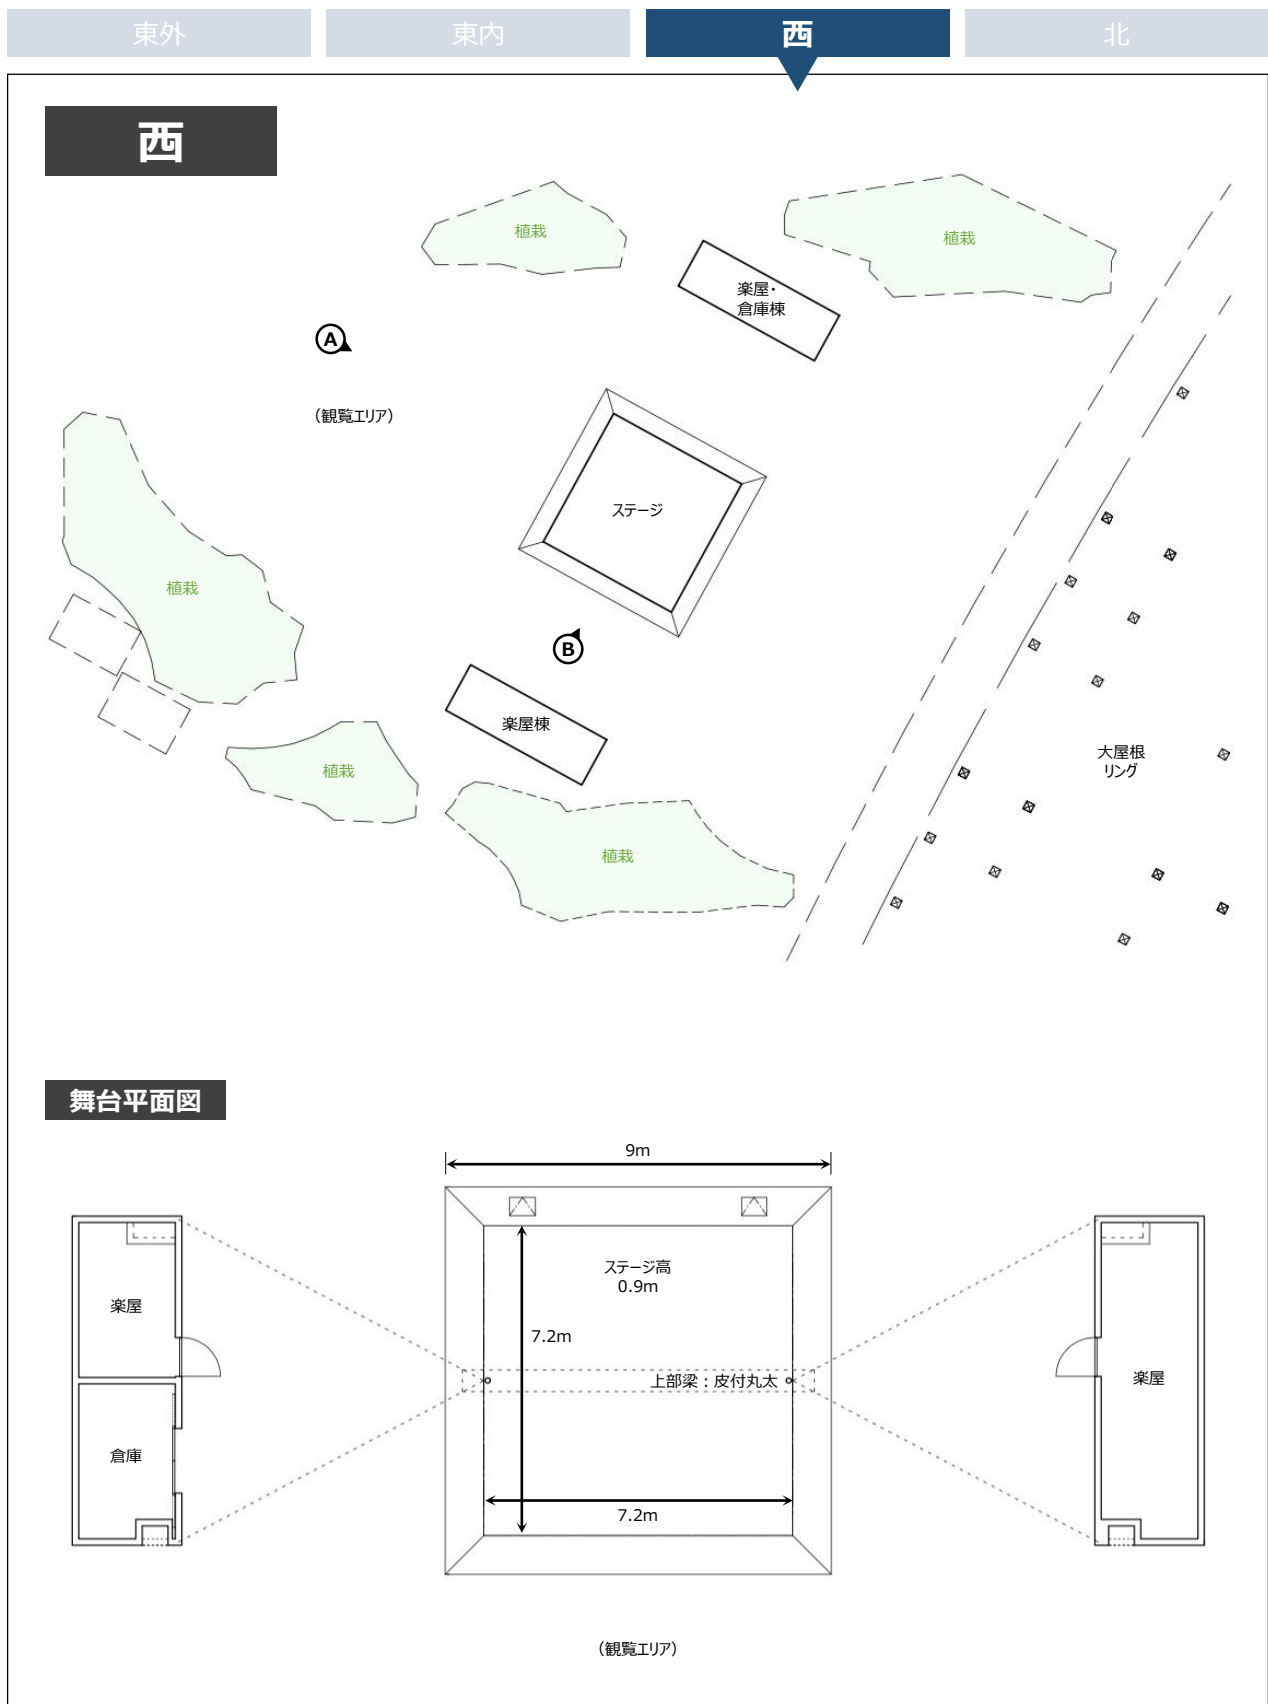 東外
東内
西
北
西
植栽
植栽
楽屋・
倉庫棟
A
（観覧エリア）
ステージ
植栽
B
楽屋棟
大屋根
リング
植栽
植栽
舞台平面図
9m
ステージ高
0.9m
楽屋
7.2m
上部梁：皮付丸太
楽屋
倉庫
7.2m
（観覧エリア）